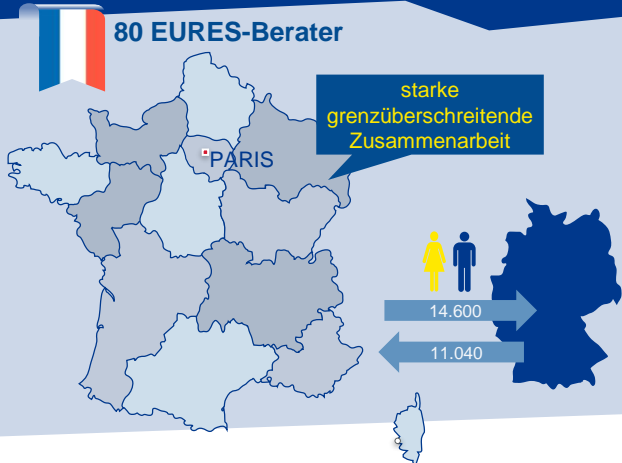 80 EURES-Berater
starke
grenzüberschreitende
Zusammenarbeit
PARIS
14.600
11.040